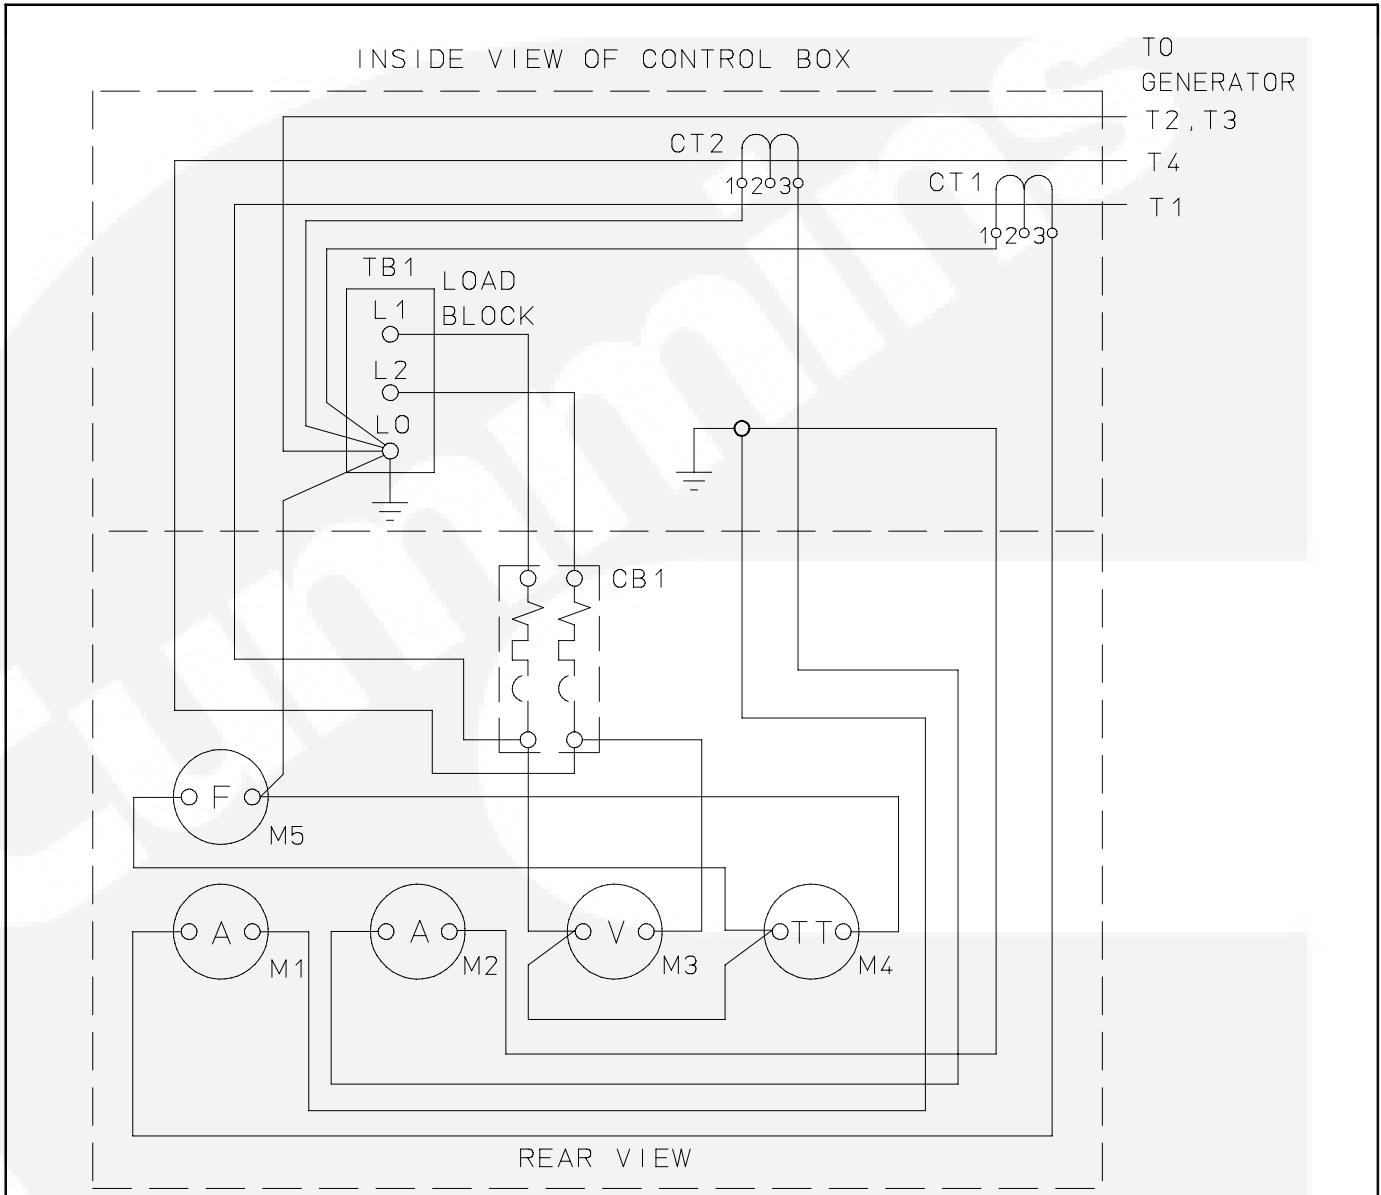 INSIDE VIEW OF CONTROL BOX
TO
GENERATOR
T2,T3
CT2
T4
1 2 3
CT1
T1
1 2 3
TB1
LOAD
BLOCK
L1
L2
L0
CB1
F
M5
A
M1
A
M2
V
M3
TT
M4
REAR VIEW
Cummins